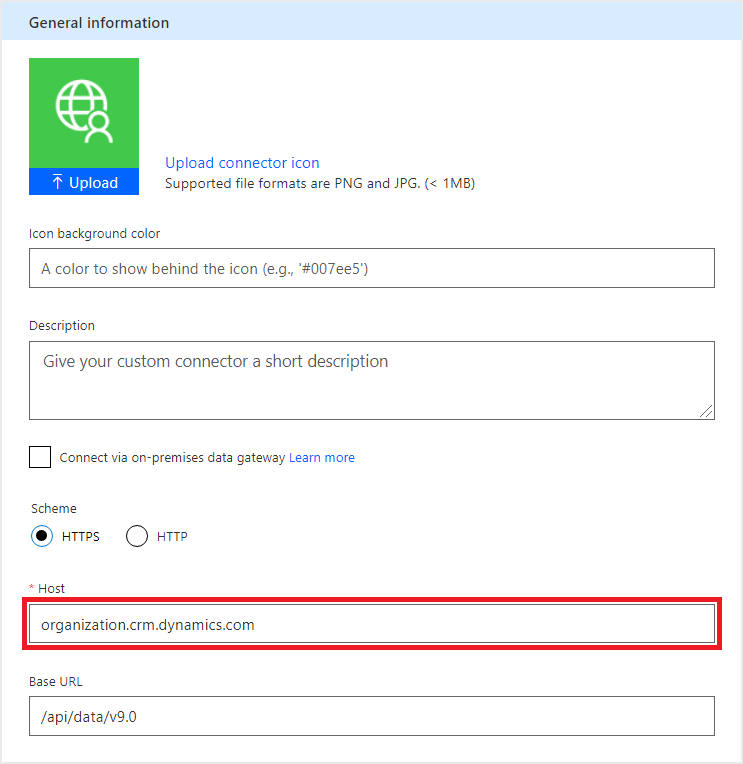 General information
Upload
Upload connector icon
Supported file formats are PNG and JPG. (< 1MB)
Icon background color
A color to show behind the icon (e.g., '#007ee5')
Description
Give your custom connector a short description
Connect via on-premises data gateway Learn more
Scheme
HTTPS HTTP
* Host
organization.crm.dynamics.com
Base URL
/api/data/v9.0